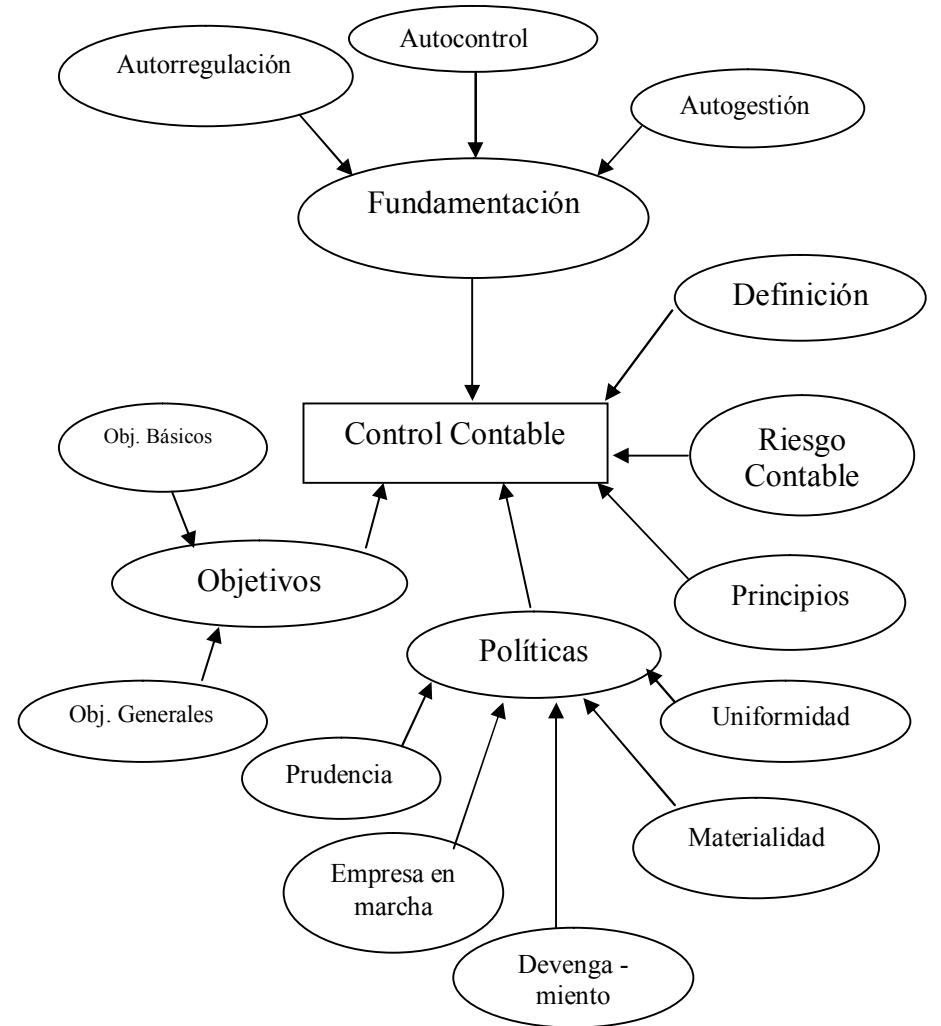 Autocontrol
Autorregulación
Autogestión
Fundamentación
Definición
Control Contable
Obj. Básicos
Riesgo
Contable
Objetivos
Principios
Políticas
Obj. Generales
Uniformidad
Prudencia
Materialidad
Empresa en
marcha
Devenga -
miento